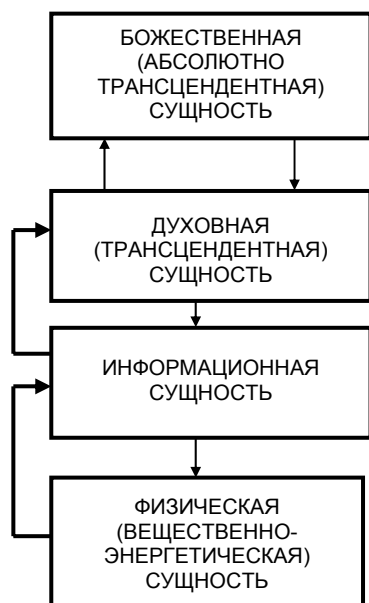 БОЖЕСТВЕННАЯ
(АБСОЛЮТНО
ТРАНСЦЕНДЕНТНАЯ)
СУЩНОСТЬ
ДУХОВНАЯ
(ТРАНСЦЕНДЕНТНАЯ)
СУЩНОСТЬ
ИНФОРМАЦИОННАЯ
СУЩНОСТЬ
ФИЗИЧЕСКАЯ
(ВЕЩЕСТВЕННО-
ЭНЕРГЕТИЧЕСКАЯ)
СУЩНОСТЬ